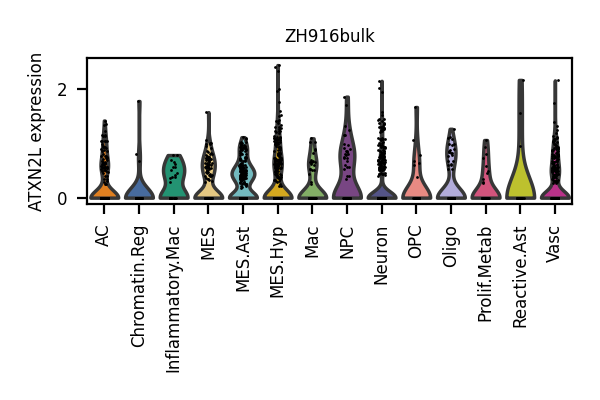 ZH916bulk
ATXN2L expression
2
0
AC
Chromatin.Reg
Inflammatory.Mac
MES
MES.Ast
MES.Hyp
Mac
NPC
Neuron
OPC
Oligo
Prolif.Metab
Reactive.Ast
Vasc